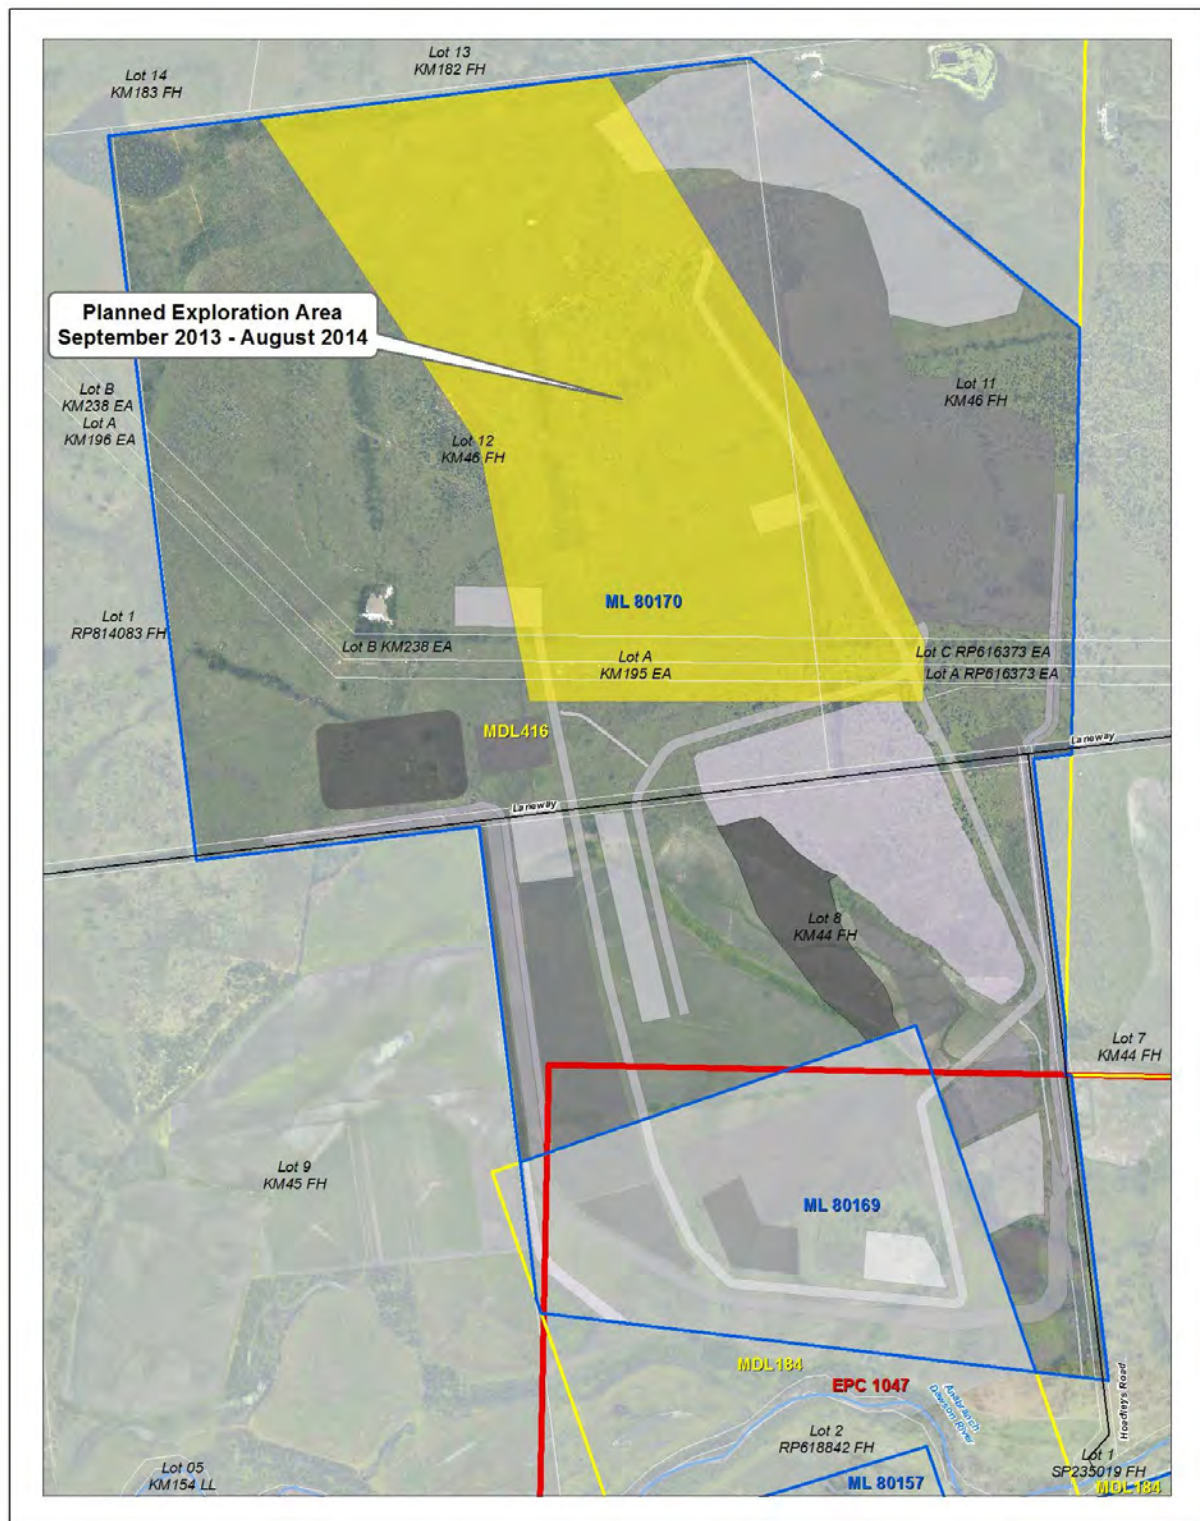 Lot 13
KM182 FH
Lot 14
KM183 FH
Planned Exploration Area
September 2013 - August 2014
Lot B
KM238 EA
Lot A
KM196 EA
Lot 11
KM46 FH
Lot 12
KM46 FH
ML 80170
Lot 1
RP814083 FH
Lot B KM238 EA
Lot A
KM195 EA
Lot C RP616373 EA
Lot A RP616373 EA
MDL416
Laneway
Laneway
Lot 8
KM44 FH
Lot 7
KM44 FH
Lot 9
KM45 FH
ML 80169
MDL184
EPC 1047
Anabranch
Dawson River
Hoadleys Road
Lot 2
RP618842 FH
Lot 05
KM154 LL
ML 80157
Lot 1
SP235019 FH
MDL184